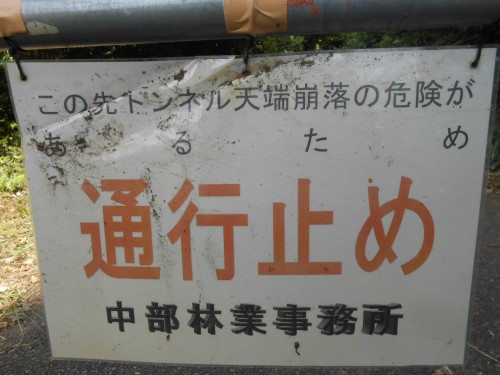 この先トンネル天端崩落の危険が
あるため
通行止め
中部林業事務所